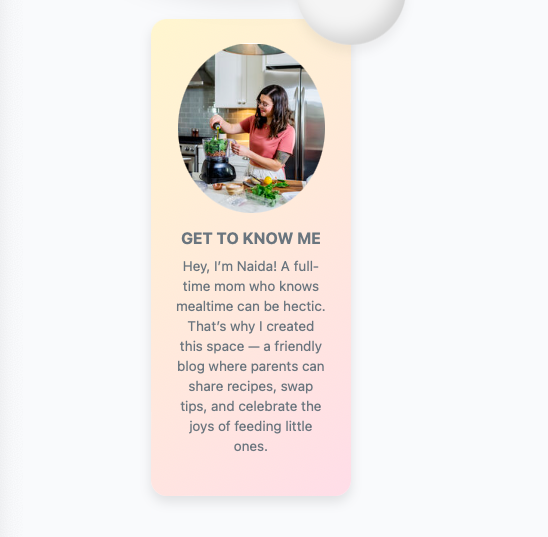 GET TO KNOW ME
Hey, I’m Naida! A full-
time mom who knows
mealtime can be hectic.
That’s why I created
this space — a friendly
blog where parents can
share recipes, swap
tips, and celebrate the
joys of feeding little
ones.